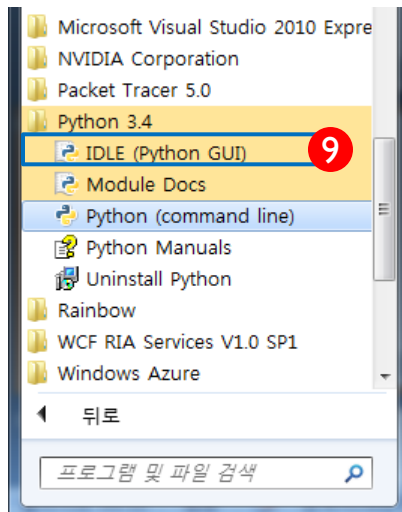 Microsoft Visual Studio 2010 Expre
NVIDIA Corporation
Packet Tracer 5.0
Python 3.4
IDLE (Python GUI)
9
Module Docs
Python (command line)
Python Manuals
Uninstall Python
Rainbow
WCF RIA Services V1.0 SP1
Windows Azure
뒤로
프로그램 및 파일 검색